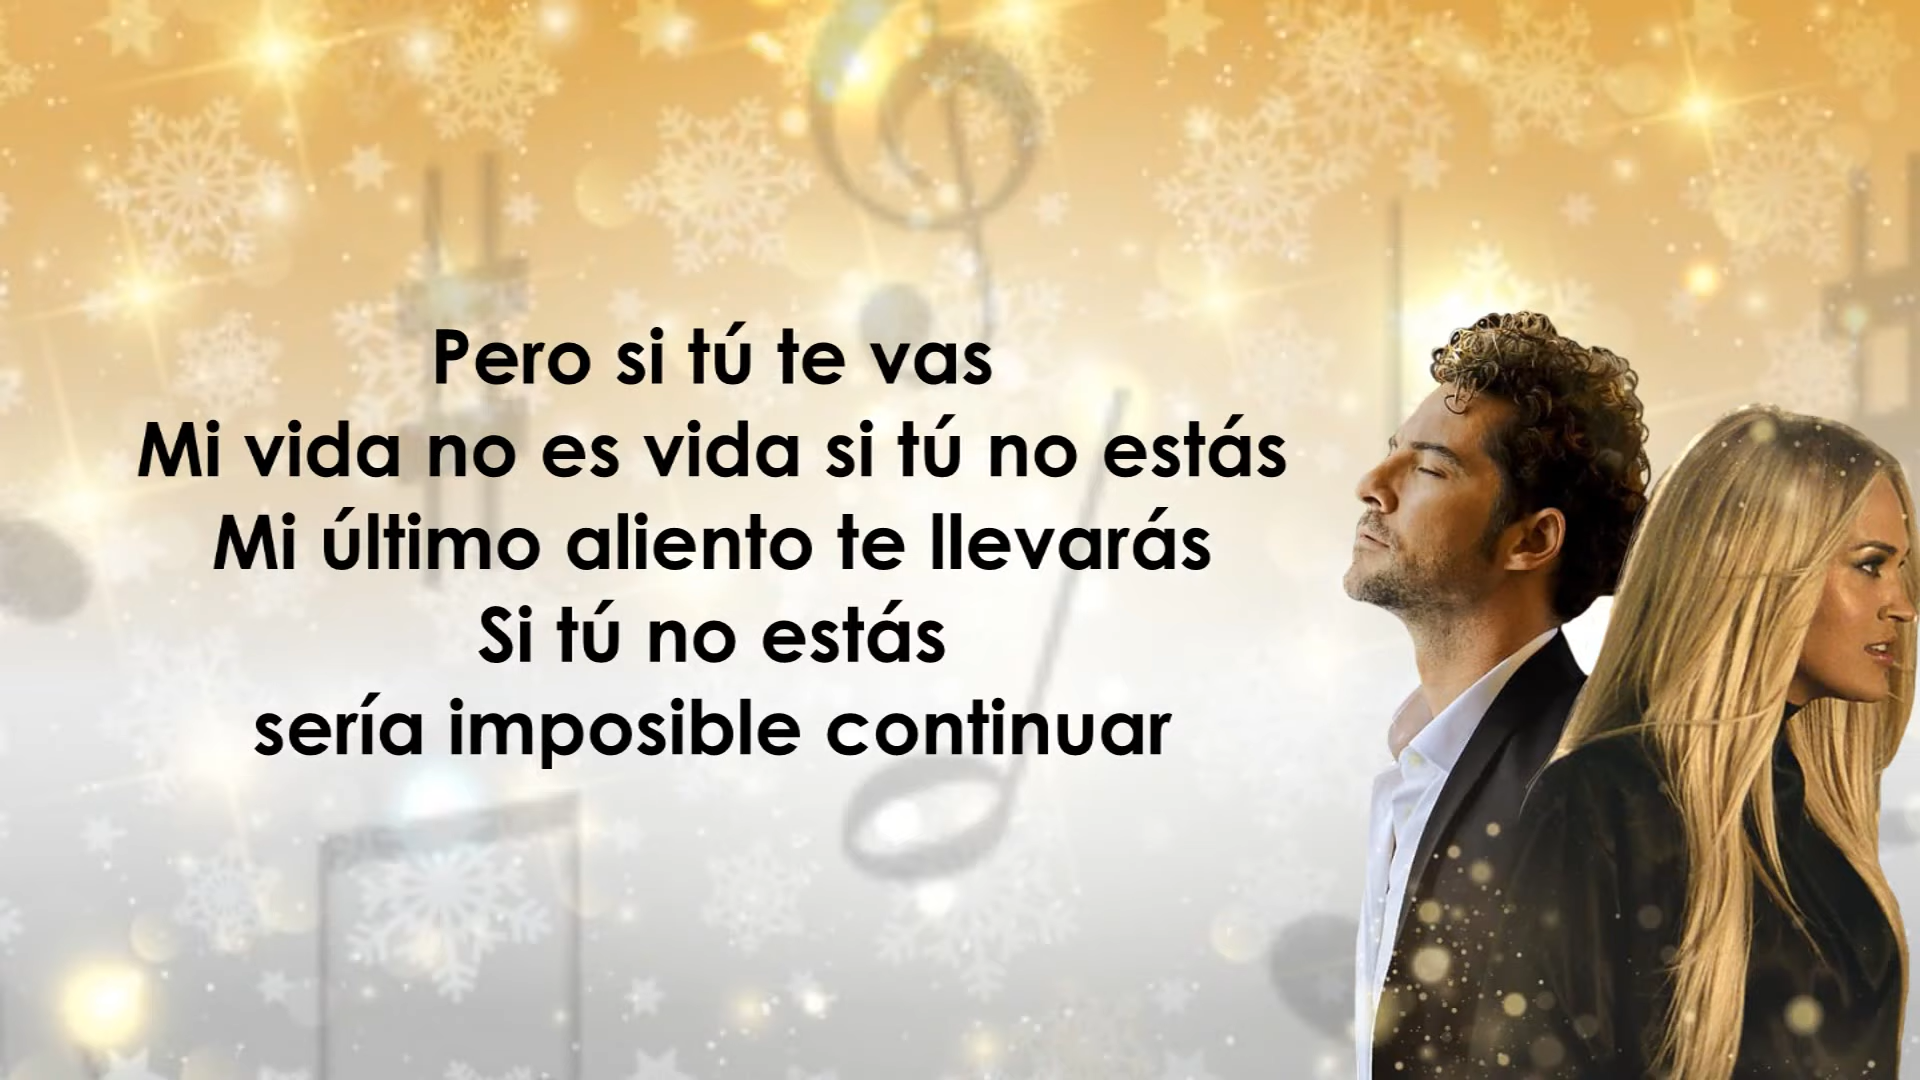 Pero si tú te vas
Mi vida no es vida si tú no estás
Mi último aliento te llevarás
Si tú no estás
sería imposible continuar